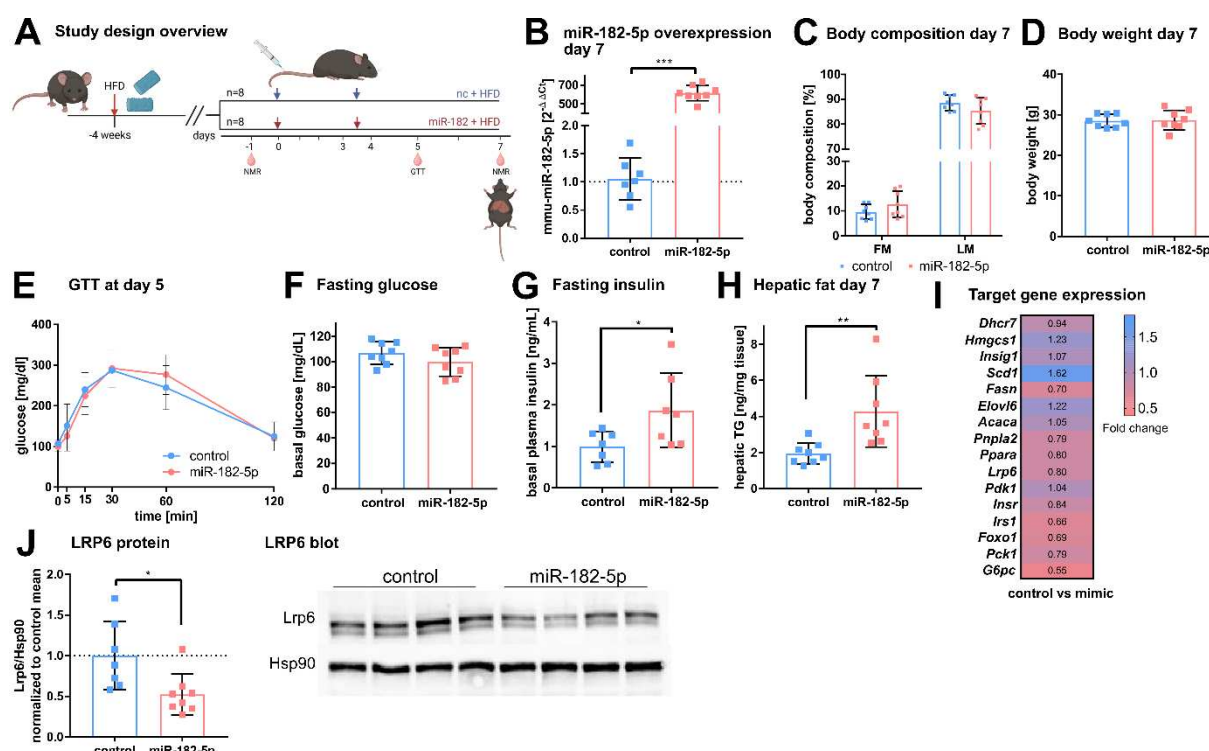 A Study design overview
HFD
-4 weeks
n=8
nc + HFD
n=8
miR-182 + HFD
days
-1 0 3 4 5 7
NMR GTT NMR
B miR-182-5p overexpression
day 7
mmu-miR-182-5p [2^-Δ ΔCt]
700
500
2.0
1.5
1.0
0.5
0.0
***
control miR-182-5p
C Body composition day 7
body composition [%]
100
90
80
20
10
0
FM LM
control miR-182-5p
D Body weight day 7
body weight [g]
40
30
20
10
0
control miR-182-5p
E GTT at day 5
glucose [mg/dl]
400
300
200
100
0
0 5 15 30 60 120
time [min]
control
miR-182-5p
F Fasting glucose
basal glucose [mg/dL]
120
100
80
60
40
20
0
control miR-182-5p
G Fasting insulin
basal plasma insulin [ng/mL]
4
3
2
1
0
*
control miR-182-5p
H Hepatic fat day 7
hepatic TG [ng/mg tissue]
10
8
6
4
2
0
**
control miR-182-5p
I Target gene expression
Dhcr7 0.94
Hmgcs1 1.23
Insig1 1.07
Scd1 1.62
Fasn 0.70
Elovl6 1.22
Acaca 1.05
Pnpla2 0.79
Ppara 0.80
Lrp6 0.80
Pdk1 1.04
Insr 0.84
Irs1 0.66
Foxo1 0.69
Pck1 0.79
G6pc 0.55
control vs mimic
1.5
1.0
0.5
Fold change
J LRP6 protein
Lrp6/Hsp90
normalized to control mean
2.0
1.5
1.0
0.5
0.0
*
control miR-182-5p
LRP6 blot
control miR-182-5p
Lrp6
Hsp90